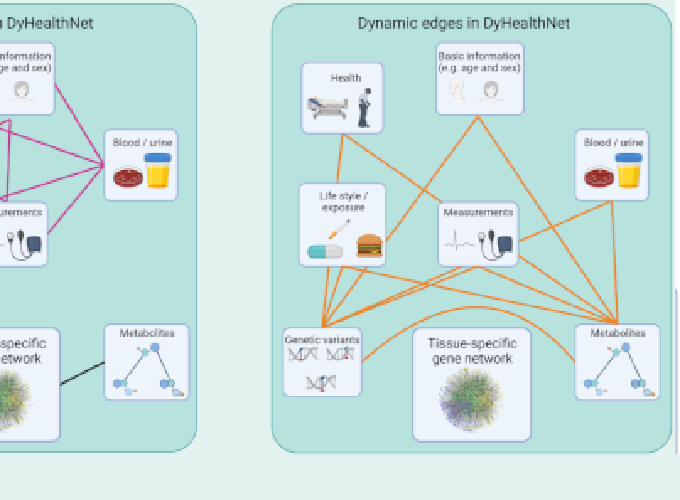 n DyHealthNet
nformation
ge and sex)
Blood / urine
urements
specific
etwork
Metabolites
Dynamic edges in DyHealthNet
Health
Basic information
(e.g. age and sex)
Blood / urine
Life style /
exposure
Measurements
Genetic variants
Tissue-specific
gene network
Metabolites